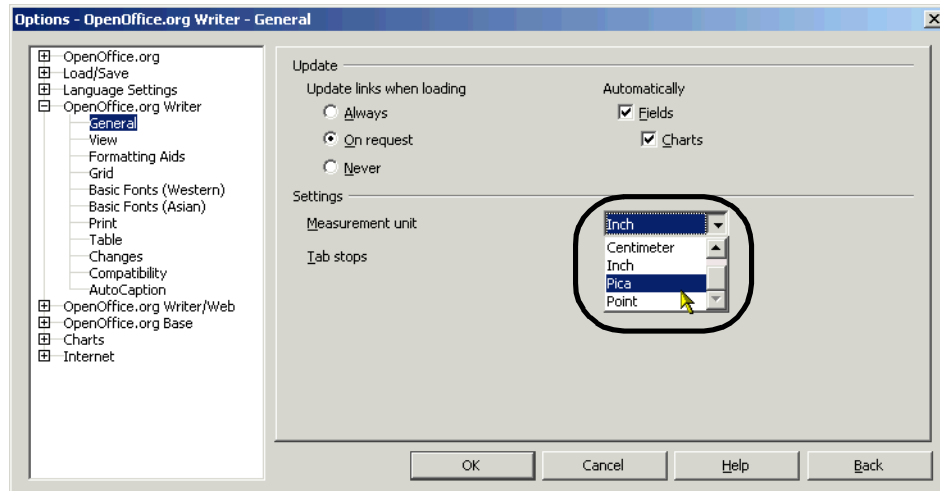 Options - OpenOffice.org Writer - General
OpenOffice.org
Load/Save
Language Settings
OpenOffice.org Writer
General
View
Formatting Aids
Grid
Basic Fonts (Western)
Basic Fonts (Asian)
Print
Table
Changes
Compatibility
AutoCaption
OpenOffice.org Writer/Web
OpenOffice.org Base
Charts
Internet
Update
Update links when loading
Always
On request
Never
Automatically
Fields
Charts
Settings
Measurement unit
Inch
Centimeter
Inch
Pica
Point
Tab stops
OK
Cancel
Help
Back